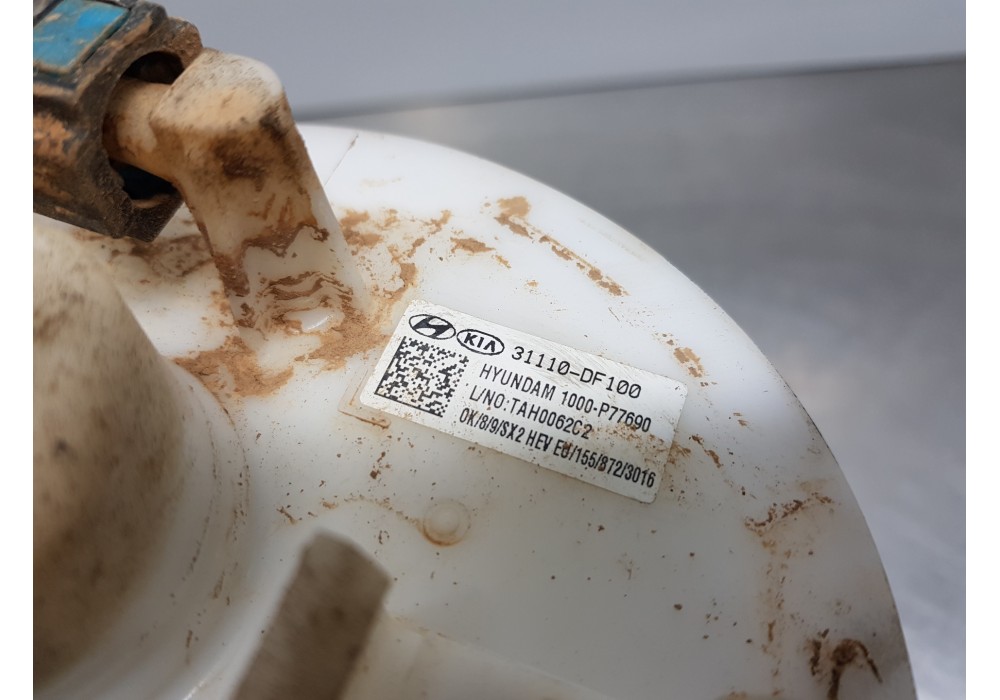 KIA 31110-DF100
HYUNDAM 1000-P77690
L/NO:TAH0062C2
OK/8/9/SX2 HEV EU/155/872/3016